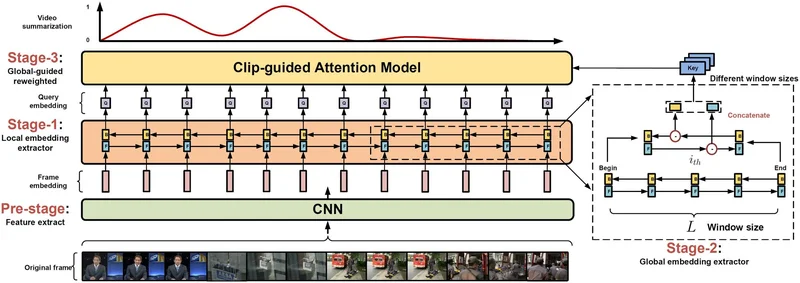 Video
summarization
1
0
Stage-3:
Global-guided
reweighted
Clip-guided Attention Model
Key
Different window sizes
Query
embedding
Q Q Q Q Q Q Q Q Q Q Q Q
Concatenate
Stage-1:
Local embedding
extractor
B B B B B B B B B B B B
F F F F F F F F F F F F
B B
F F
i_th
Begin
End
Frame
embedding
B B B B B
F F F F F
L Window size
Pre-stage:
Feature extract
CNN
Stage-2:
Global embedding
extractor
Original frame